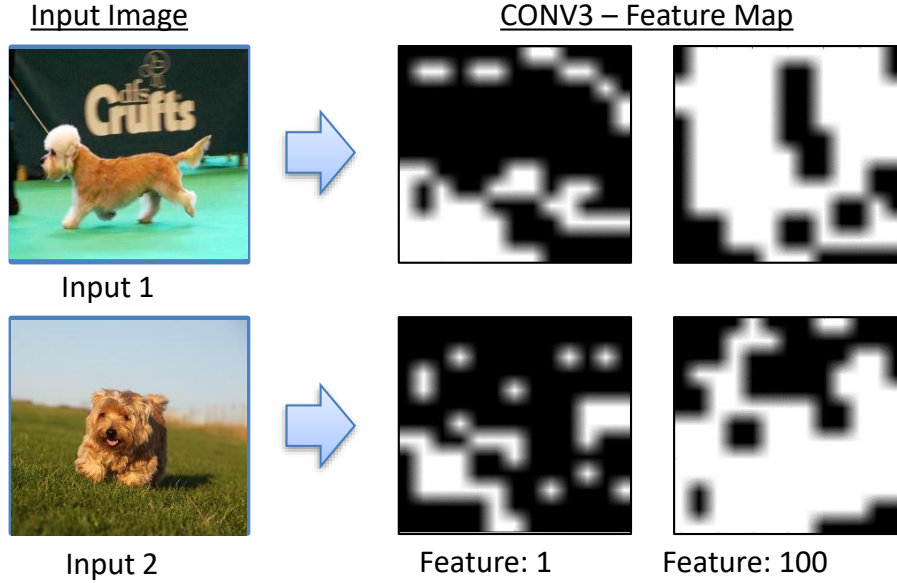 Input Image
CONV3 – Feature Map
dfs
Crufts
Input 1
Input 2
Feature: 1
Feature: 100